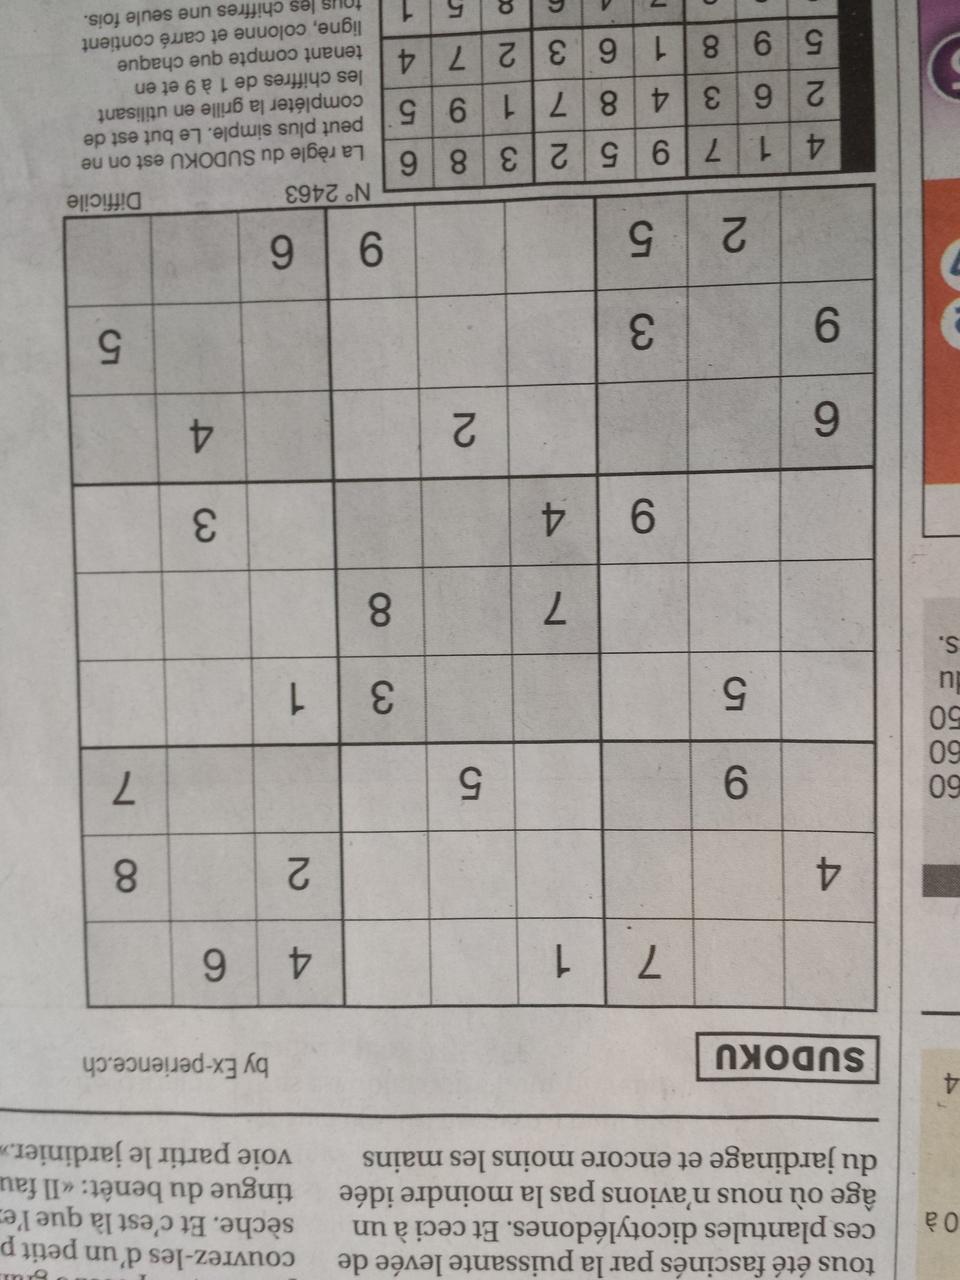 tous été fascinés par la puissante levée de
ces plantules dicotylédones. Et ceci à un
âge où nous n'avions pas la moindre idée
du jardinage et encore moins les mains
couvrez-les d'un petit
sèche. Et c'est là que
tingue du benêt: «Il
voie partir le jardinier.»
0 à
4
SUDOKU
by Ex-perience.ch
7 1 4 6
4 2 8
9 5 7
5 3 1
7 8
9 4 3
6 2 4
9 3 5
2 5 9 6
60
60
50
s.
N° 2463
Difficile
4 1 7 9 5 2 3 8 6
2 6 3 4 8 7 1 9 5
5 9 8 1 6 3 2 7 4
8 5 1
La règle du SUDOKU est on ne
peut plus simple. Le but est de
compléter la grille en utilisant
les chiffres de 1 à 9 et en
tenant compte que chaque
ligne, colonne et carré contient
tous les chiffres une seule fois.